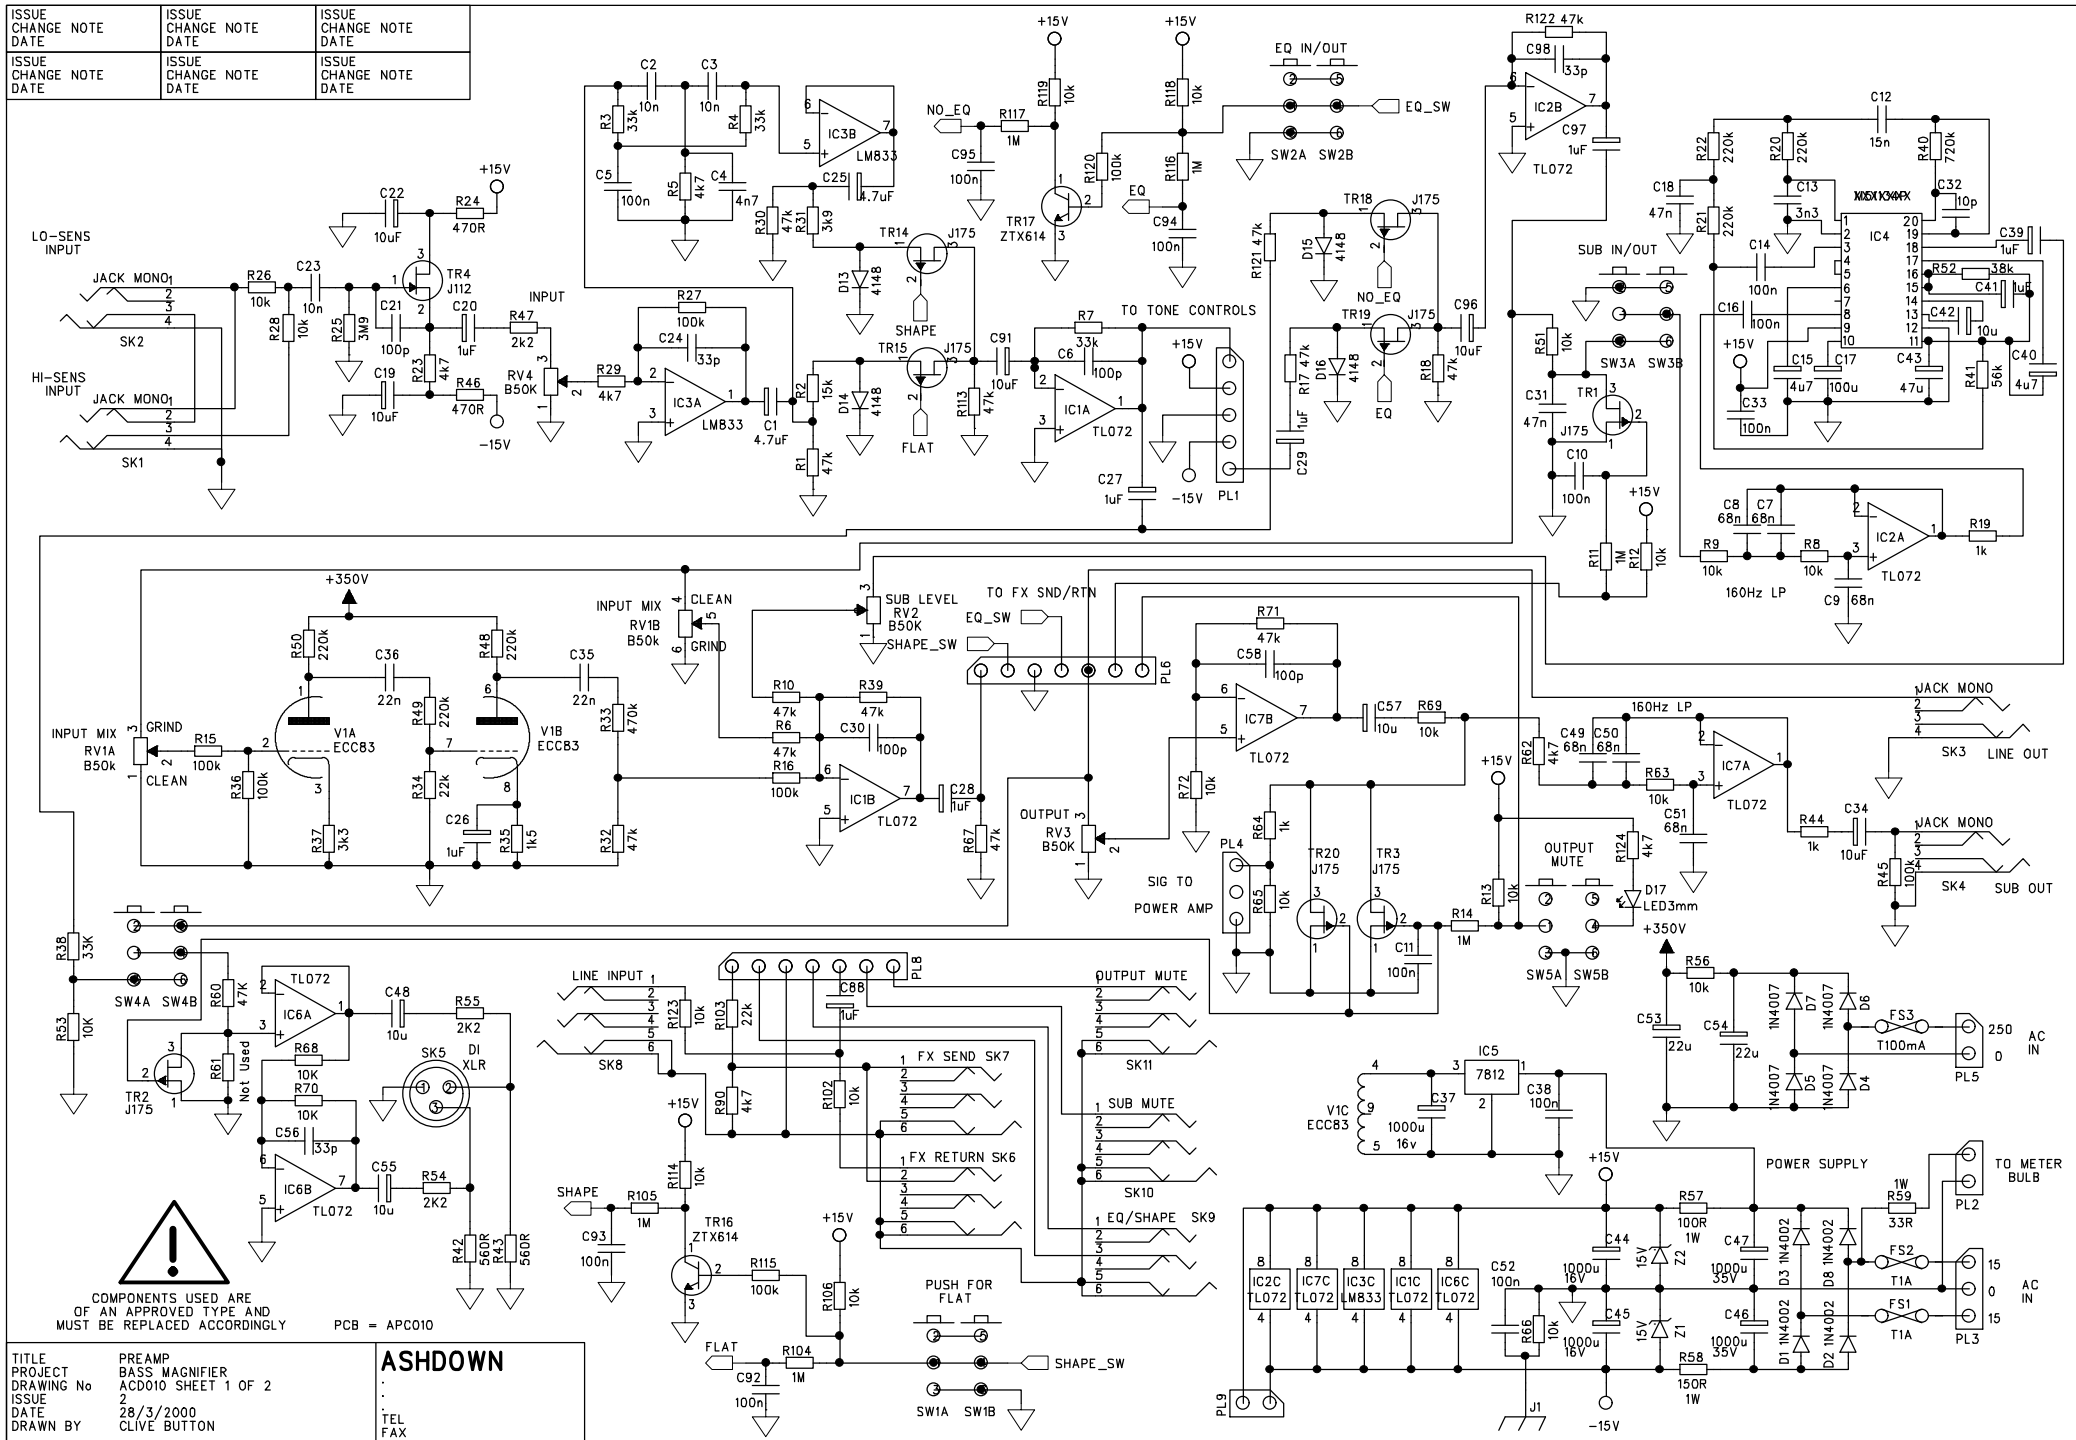 ISSUE ISSUE ISSUE
CHANGE NOTE CHANGE NOTE CHANGE NOTE
DATE DATE DATE
ISSUE ISSUE ISSUE
CHANGE NOTE CHANGE NOTE CHANGE NOTE
DATE DATE DATE
LO-SENS
INPUT
JACK MONO 1
2
3
4
SK2
HI-SENS
INPUT
JACK MONO 1
2
3
4
SK1
R26
10k
R28
10k
C23
10n
R25
3M9
C22
10uF
R24
470R
+15V
TR4
J112
C21
100p
C20
1uF
R23
4k7
C19
10uF
R46
470R
-15V
R47
2k2
INPUT
RV4
B50K
R29
4k7
R27
100k
C24
33p
IC3A
LM833
C1
4.7uF
C2
10n
C3
10n
R3
33k
R4
33k
C5
100n
R5
4k7
C4
4n7
IC3B
LM833
C25
4.7uF
R30
47k
R31
3k9
D13
4148
TR14
J175
SHAPE
R2
15k
R1
47k
D14
4148
TR15
J175
FLAT
R113
47k
C91
10uF
R7
33k
C6
100p
IC1A
TL072
C27
1uF
NO_EQ
C95
100n
R117
1M
+15V
R119
10k
TR17
ZTX614
R120
100k
+15V
R118
10k
R116
1M
EQ
C94
100n
EQ IN/OUT
SW2A SW2B
EQ_SW
TO TONE CONTROLS
+15V
-15V
PL1
R121 47k
D15
4148
TR18
J175
NO_EQ
R17 47k
C29
1uF
D16
4148
TR19
J175
EQ
R18
47k
C96
10uF
R122 47k
C98
33p
IC2B
TL072
C97
1uF
SUB IN/OUT
SW3A SW3B
R51
10k
C31
47n
TR1
J175
C10
100n
R11
1M
R12
10k
+15V
R22
220k
R20
220k
C12
15n
R40
720k
C18
47n
R21
220k
C13
3n3
C32
10p
IC4
C14
100n
C16
100n
+15V
C33
100n
C15
4u7
C17
100u
C39
1uF
R52 38k
C41
1uF
C42
10u
C43
47u
R41
56k
C40
4u7
R9
10k
C8
68n
C7
68n
R8
10k
160Hz LP
C9
68n
IC2A
TL072
R19
1k
+350V
R50
220k
R48
220k
C36
22n
C35
22n
V1A
ECC83
R49
220k
V1B
ECC83
R33
470k
GRIND
INPUT MIX
RV1A
B50k
CLEAN
R15
100k
R36
100k
R37
3k3
R34
22k
C26
1uF
R35
1k5
R32
47k
INPUT MIX
RV1B
B50k
CLEAN
GRIND
SUB LEVEL
RV2
B50K
R10
47k
R6
47k
R16
100k
R39
47k
C30
100p
IC1B
TL072
C28
1uF
R67
47k
TO FX SND/RTN
EQ_SW
SHAPE_SW
PL6
OUTPUT
RV3
B50K
R71
47k
C58
100p
IC7B
TL072
R72
10k
C57
10u
R69
10k
PL4
SIG TO
POWER AMP
R64
1k
R65
10k
TR20
J175
TR3
J175
C11
100n
R14
1M
+15V
R13
10k
R62
4k7
C49
68n
C50
68n
160Hz LP
R63
10k
C51
68n
IC7A
TL072
R44
1k
C34
10uF
R45
100k
JACK MONO
SK3 LINE OUT
JACK MONO
SK4 SUB OUT
OUTPUT
MUTE
SW5A SW5B
R124
4k7
D17
LED3mm
R38
33K
R53
10K
SW4A SW4B
R60
47K
R61
Not Used
TR2
J175
TL072
IC6A
C48
10u
R55
2K2
R68
10K
R70
10K
C56
33p
IC6B
TL072
C55
10u
R54
2K2
SK5
DI
XLR
R42
560R
R43
560R
LINE INPUT
SK8
R123
10k
R103
22k
R90
4k7
PL8
C88
1uF
R102
10k
FX SEND SK7
FX RETURN SK6
OUTPUT MUTE
SK11
SUB MUTE
SK10
EQ/SHAPE SK9
+15V
R114
10k
SHAPE
R105
1M
C93
100n
TR16
ZTX614
R115
100k
+15V
R106
10k
FLAT
R104
1M
C92
100n
PUSH FOR
FLAT
SW1A SW1B
SHAPE_SW
+350V
R56
10k
C53
22u
C54
22u
1N4007
D7
1N4007
D6
1N4007
D5
1N4007
D4
FS3
T100mA
250
0
PL5
AC
IN
V1C
ECC83
C37
1000u
16v
IC5
7812
C38
100n
+15V
POWER SUPPLY
R57
100R
1W
C44
1000u
16V
15V
Z2
C47
1000u
35V
C45
1000u
16V
15V
Z1
C46
1000u
35V
R58
150R
1W
-15V
D3 1N4002
D8 1N4002
D1 1N4002
D2 1N4002
1W
R59
33R
TO METER
BULB
PL2
FS2
T1A
FS1
T1A
15
0
15
PL3
AC
IN
IC2C
TL072
IC7C
TL072
IC3C
LM833
IC1C
TL072
IC6C
TL072
PL9
C52
100n
R66
10k
J1
COMPONENTS USED ARE
OF AN APPROVED TYPE AND
MUST BE REPLACED ACCORDINGLY
PCB = APC010
TITLE PREAMP
PROJECT BASS MAGNIFIER
DRAWING No ACD010 SHEET 1 OF 2
ISSUE 2
DATE 28/3/2000
DRAWN BY CLIVE BUTTON
ASHDOWN
TEL
FAX